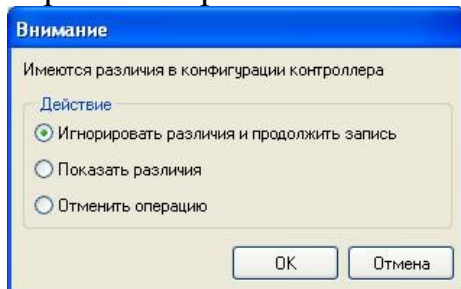 Внимание
Имеются различия в конфигурации контроллера
Действие
Игнорировать различия и продолжить запись
Показать различия
Отменить операцию
OK
Отмена